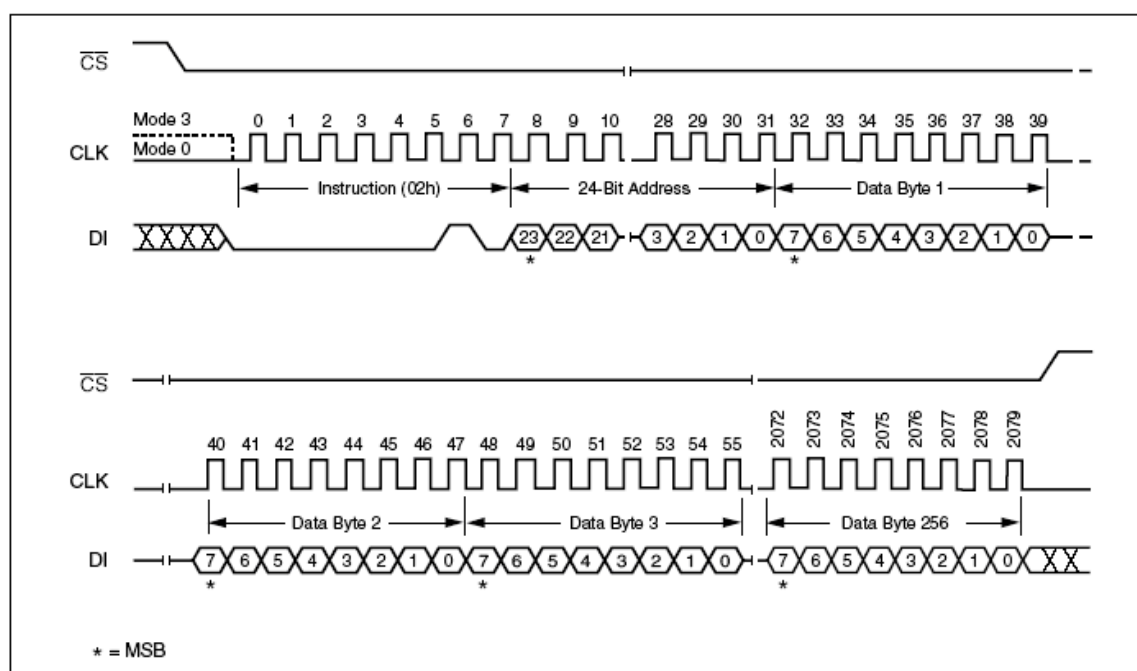 CS
Mode 3
0 1 2 3 4 5 6 7 8 9 10 28 29 30 31 32 33 34 35 36 37 38 39
CLK
Mode 0
Instruction (02h) 24-Bit Address Data Byte 1
DI 23 22 21 3 2 1 0 7 6 5 4 3 2 1 0
* *
CS
40 41 42 43 44 45 46 47 48 49 50 51 52 53 54 55 2072 2073 2074 2075 2076 2077 2078 2079
CLK
Data Byte 2 Data Byte 3 Data Byte 256
DI 7 6 5 4 3 2 1 0 7 6 5 4 3 2 1 0 7 6 5 4 3 2 1 0
* * *
* = MSB